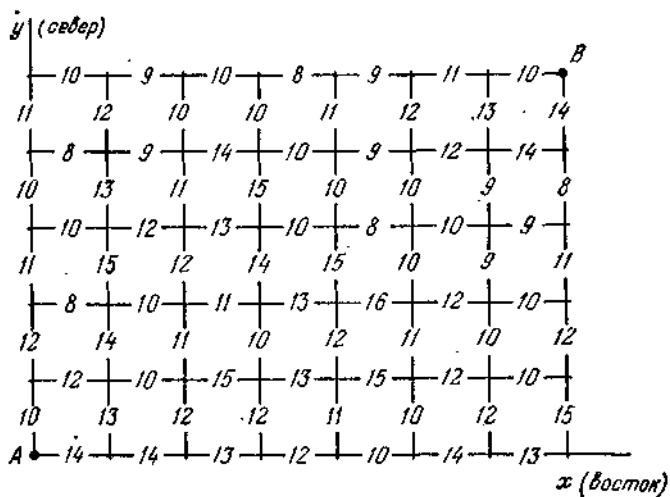 y (север)
B
10 9 10 8 9 11 10
11 12 10 10 11 12 13 14
8 9 14 10 9 12 14
10 13 11 15 10 10 9 8
10 12 13 10 8 10 9
11 15 12 14 15 10 9 11
8 10 11 13 16 12 10
12 14 11 10 12 11 10 12
12 10 15 13 15 12 10
10 13 12 12 11 10 12 15
A 14 14 13 12 10 14 13
x (восток)